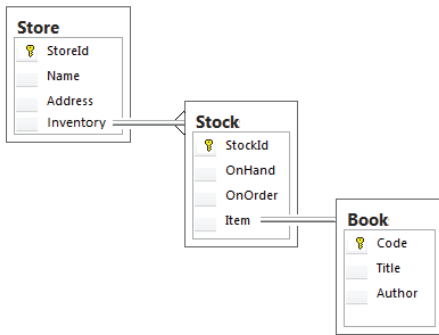 Store
StoreId
Name
Address
Inventory
Stock
StockId
OnHand
OnOrder
Item
Book
Code
Title
Author